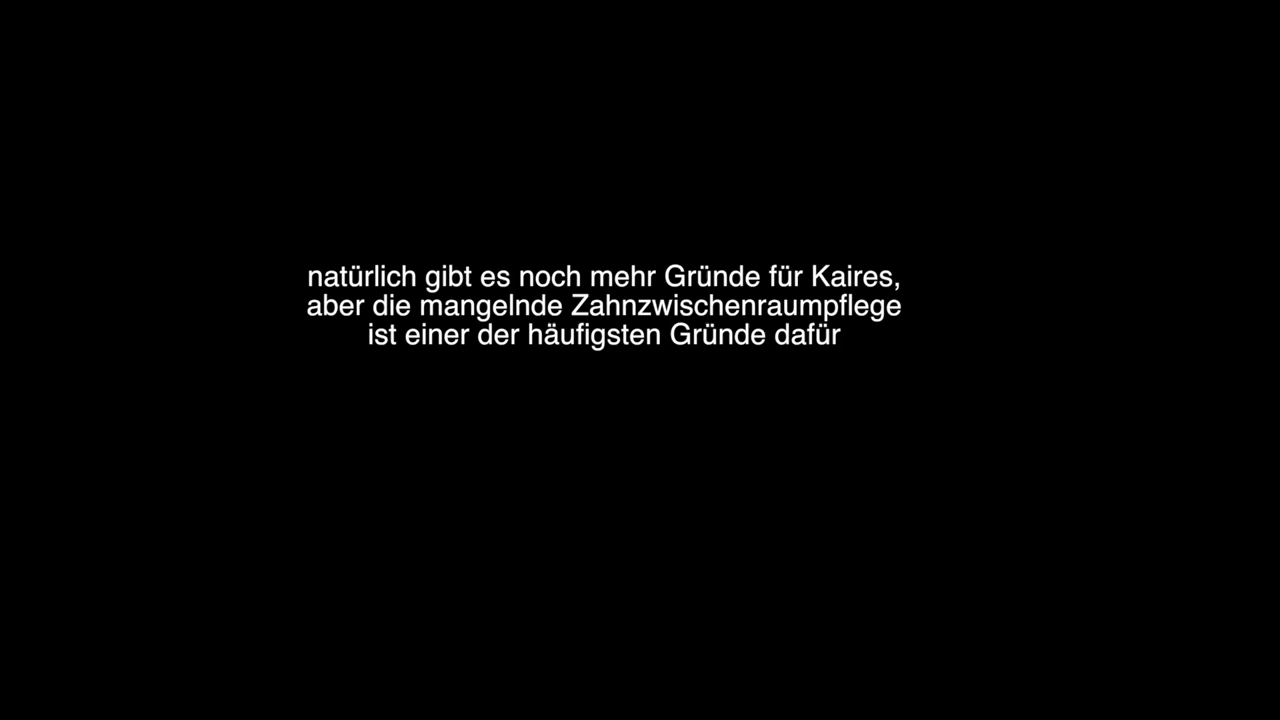 natürlich gibt es noch mehr Gründe für Kaires,
aber die mangelnde Zahnzwischenraumpflege
ist einer der häufigsten Gründe dafür